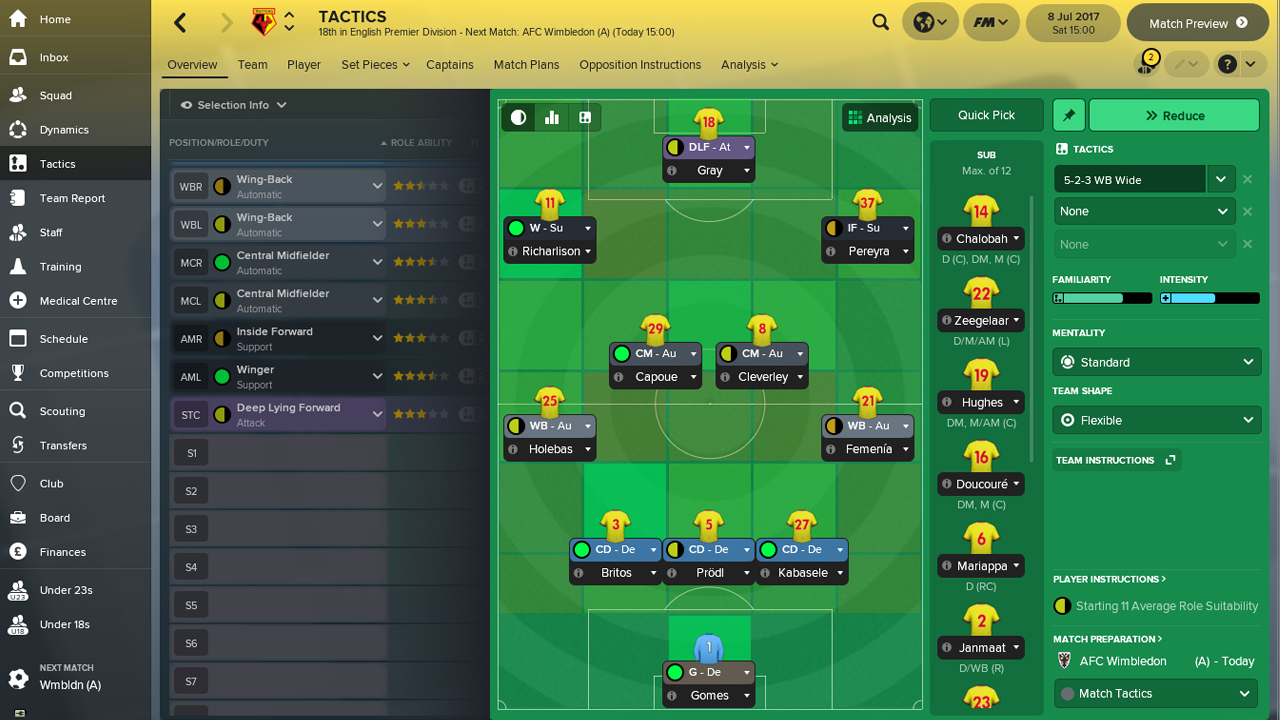 Home
Inbox
Squad
Dynamics
Tactics
Team Report
Staff
Training
Medical Centre
Schedule
Competitions
Scouting
Transfers
Club
Board
Finances
U23
Under 23s
U18
Under 18s
NEXT MATCH
Wmbldn (A)
TACTICS
18th in English Premier Division - Next Match: AFC Wimbledon (A) (Today 15:00)
FM
8 Jul 2017
Sat 15:00
Match Preview
Overview
Team
Player
Set Pieces
Captains
Match Plans
Opposition Instructions
Analysis
2
?
Selection Info
POSITION/ROLE/DUTY
ROLE ABILITY
WBR
Wing-Back
Automatic
WBL
Wing-Back
Automatic
MCR
Central Midfielder
Automatic
MCL
Central Midfielder
Automatic
AMR
Inside Forward
Support
AML
Winger
Support
STC
Deep Lying Forward
Attack
S1
S2
S3
S4
S5
S6
S7
Analysis
18
DLF - At
Gray
11
W - Su
Richarlison
37
IF - Su
Pereyra
29
CM - Au
Capoue
8
CM - Au
Cleverley
25
WB - Au
Holebas
21
WB - Au
Femenía
3
CD - De
Britos
5
CD - De
Prödl
27
CD - De
Kabasele
1
G - De
Gomes
Quick Pick
SUB
Max. of 12
14
Chalobah
D (C), DM, M (C)
22
Zeegelaar
D/M/AM (L)
19
Hughes
DM, M/AM (C)
16
Doucouré
DM, M (C)
6
Mariappa
D (RC)
2
Janmaat
D/WB (R)
23
Reduce
TACTICS
5-2-3 WB Wide
None
None
FAMILIARITY
INTENSITY
MENTALITY
Standard
TEAM SHAPE
Flexible
TEAM INSTRUCTIONS
PLAYER INSTRUCTIONS >
Starting 11 Average Role Suitability
MATCH PREPARATION >
AFC Wimbledon (A) - Today
Match Tactics